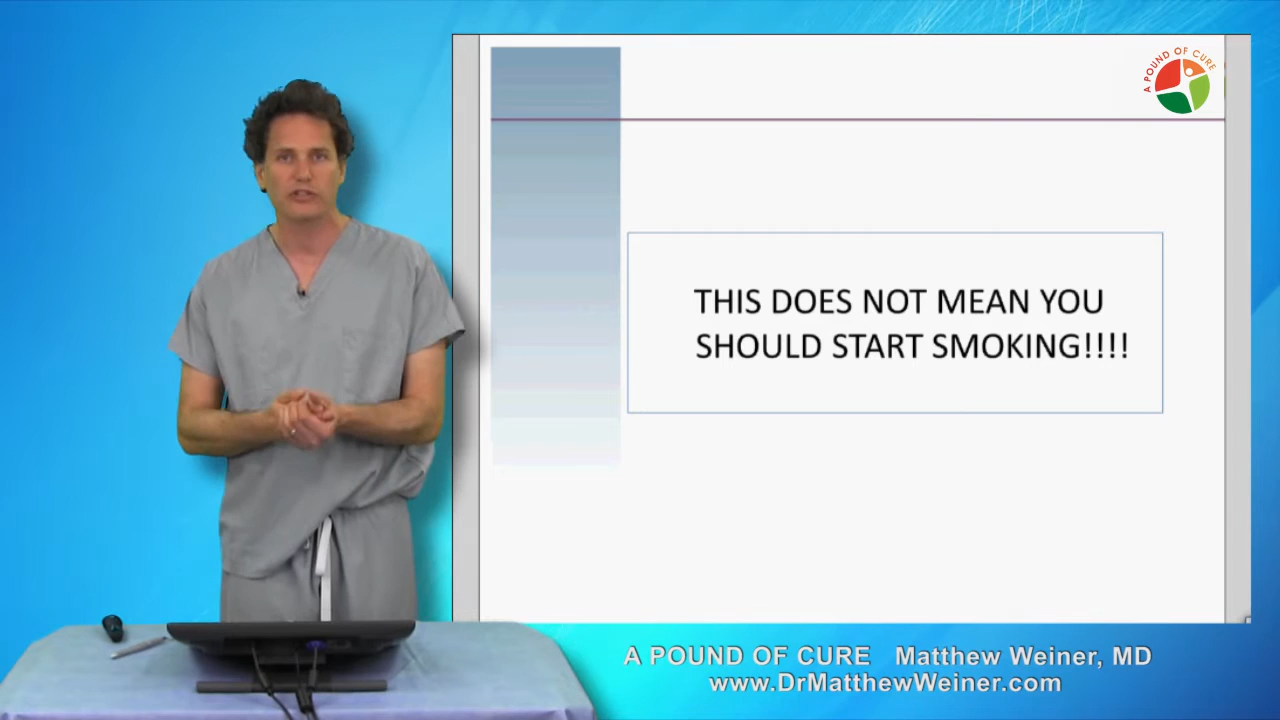 A POUND OF CURE
THIS DOES NOT MEAN YOU
SHOULD START SMOKING!!!!
A POUND OF CURE Matthew Weiner, MD
www.DrMatthewWeiner.com